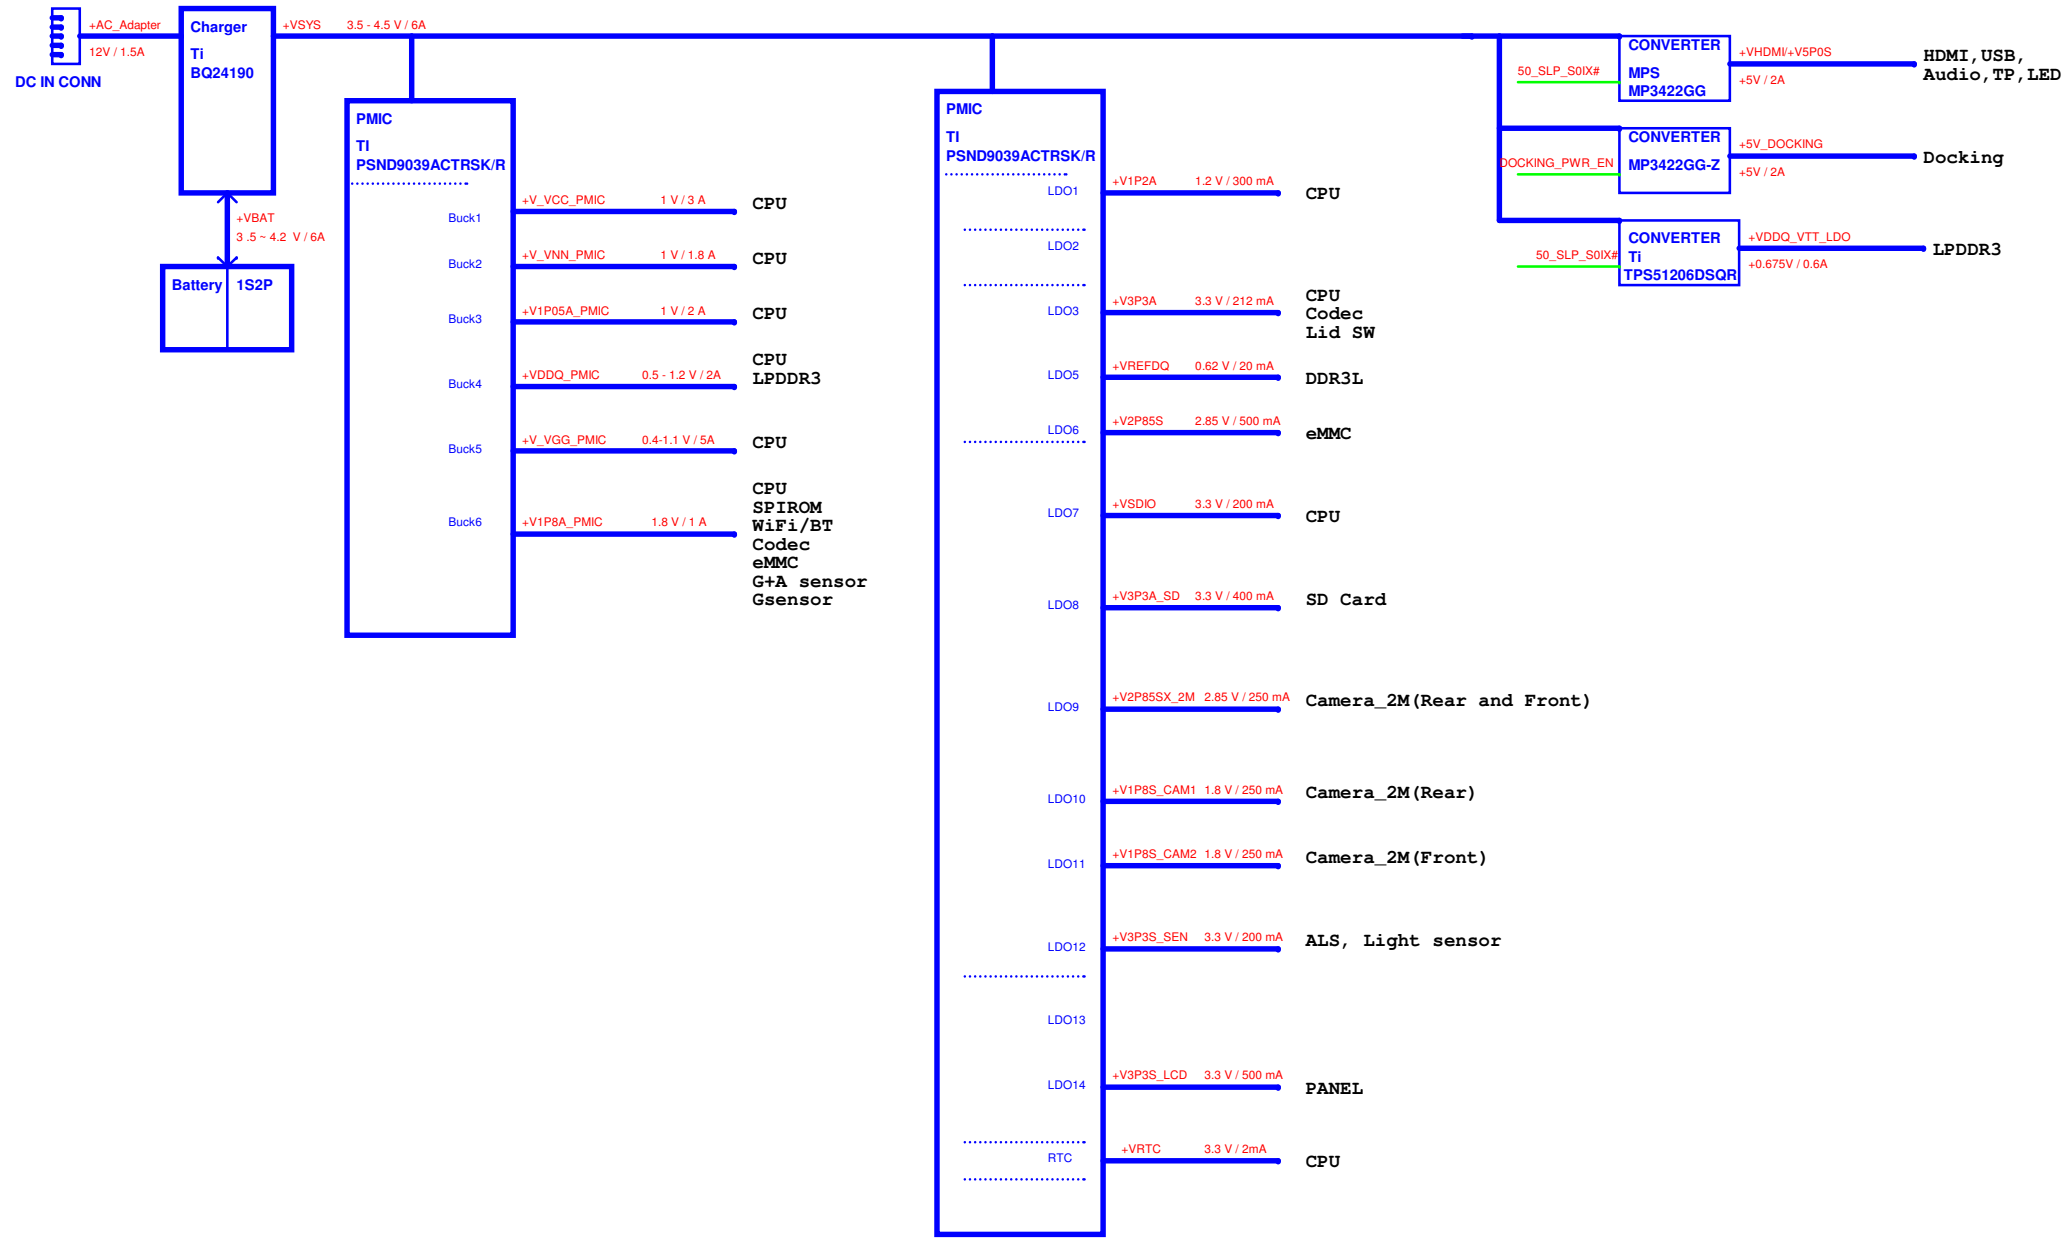 +AC_Adapter
12V / 1.5A
DC IN CONN
Charger
Ti
BQ24190
+VSYS 3.5 - 4.5 V / 6A
+VBAT
3 .5 ~ 4.2 V / 6A
Battery 1S2P
PMIC
TI
PSND9039ACTRSK/R
Buck1 +V_VCC_PMIC 1 V / 3 A CPU
Buck2 +V_VNN_PMIC 1 V / 1.8 A CPU
Buck3 +V1P05A_PMIC 1 V / 2 A CPU
CPU
Buck4 +VDDQ_PMIC 0.5 - 1.2 V / 2A LPDDR3
Buck5 +V_VGG_PMIC 0.4-1.1 V / 5A CPU
CPU
SPIROM
Buck6 +V1P8A_PMIC 1.8 V / 1 A WiFi/BT
Codec
eMMC
G+A sensor
Gsensor
PMIC
TI
PSND9039ACTRSK/R
LDO1 +V1P2A 1.2 V / 300 mA CPU
LDO2
CPU
LDO3 +V3P3A 3.3 V / 212 mA Codec
Lid SW
LDO5 +VREFDQ 0.62 V / 20 mA DDR3L
LDO6 +V2P85S 2.85 V / 500 mA eMMC
LDO7 +VSDIO 3.3 V / 200 mA CPU
LDO8 +V3P3A_SD 3.3 V / 400 mA SD Card
LDO9 +V2P85SX_2M 2.85 V / 250 mA Camera_2M(Rear and Front)
LDO10 +V1P8S_CAM1 1.8 V / 250 mA Camera_2M(Rear)
LDO11 +V1P8S_CAM2 1.8 V / 250 mA Camera_2M(Front)
LDO12 +V3P3S_SEN 3.3 V / 200 mA ALS, Light sensor
LDO13
LDO14 +V3P3S_LCD 3.3 V / 500 mA PANEL
RTC +VRTC 3.3 V / 2mA CPU
50_SLP_S0IX#
CONVERTER
MPS
MP3422GG
+VHDMI/+V5P0S
+5V / 2A
HDMI,USB,
Audio,TP,LED
DOCKING_PWR_EN
CONVERTER
MP3422GG-Z
+5V_DOCKING
+5V / 2A
Docking
50_SLP_S0IX#
CONVERTER
Ti
TPS51206DSQR
+VDDQ_VTT_LDO
+0.675V / 0.6A
LPDDR3